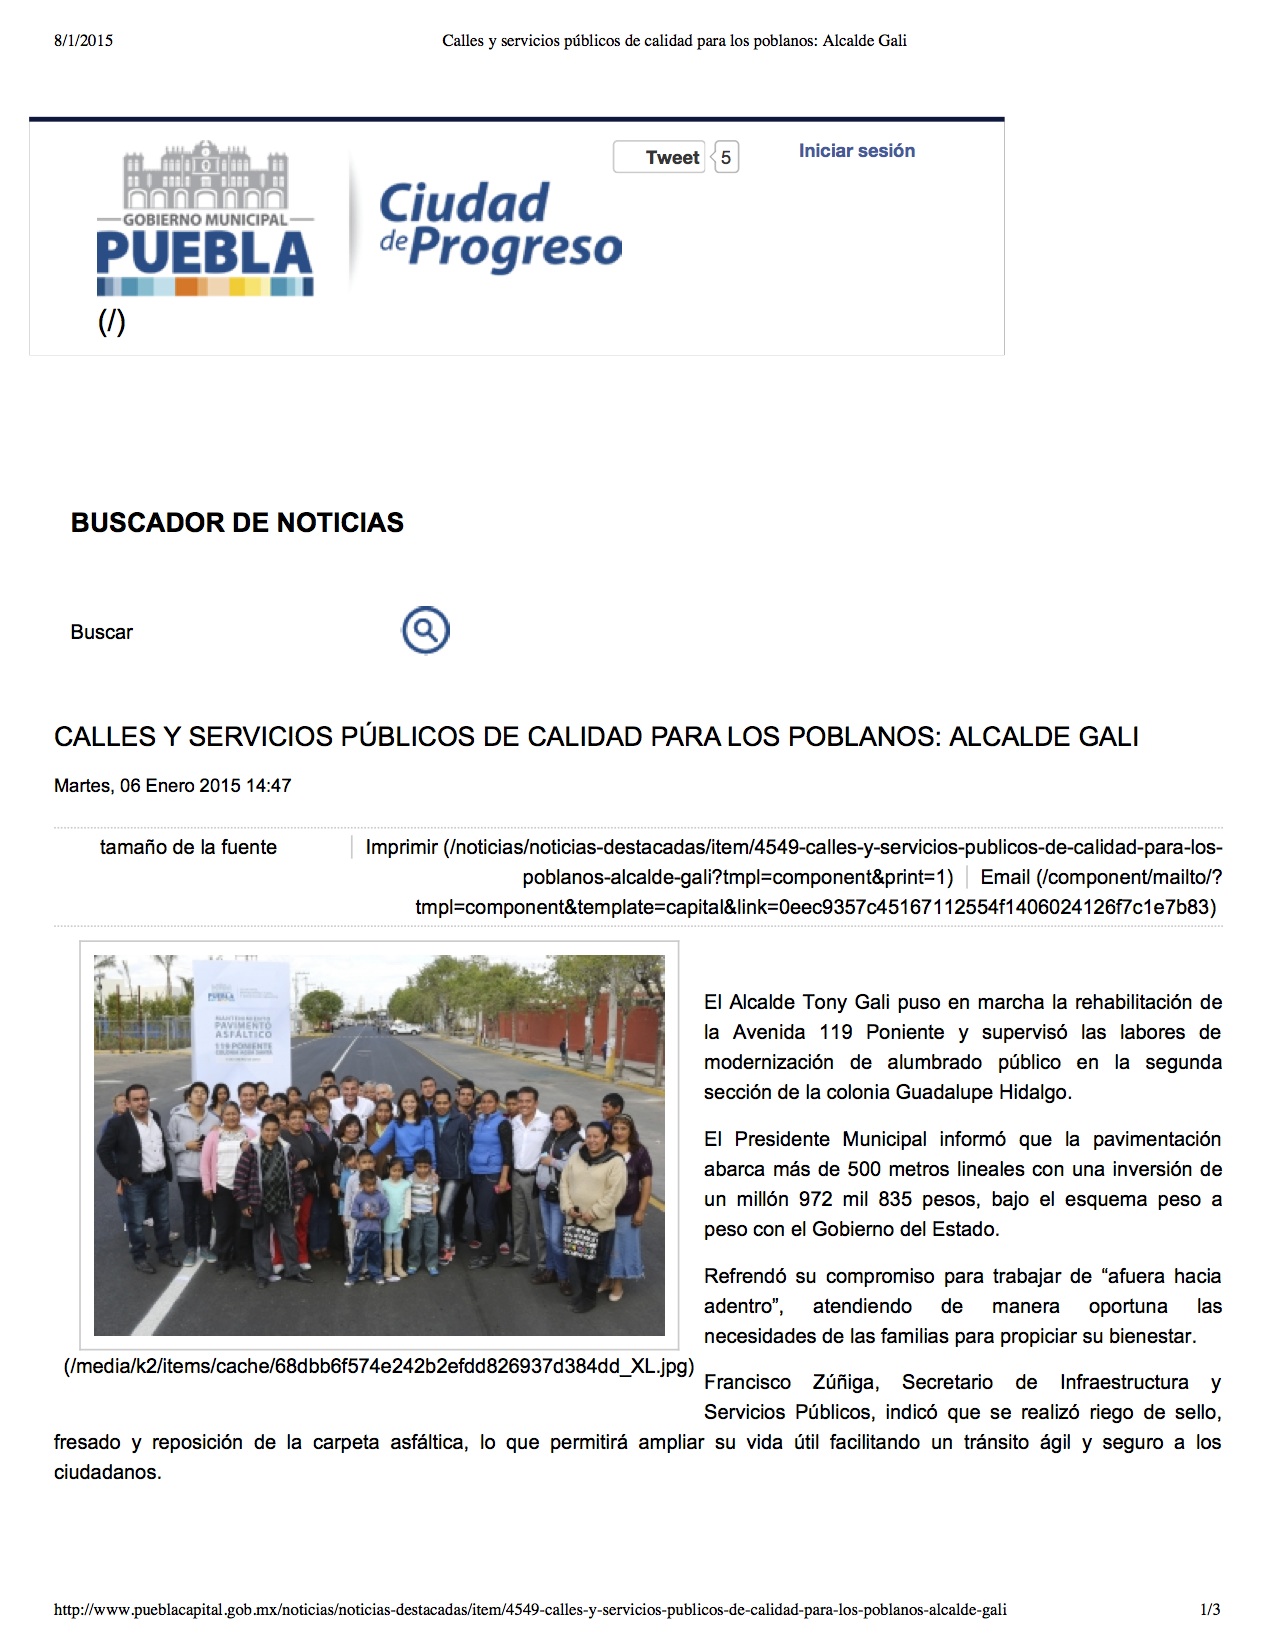 8/1/2015
Calles y servicios públicos de calidad para los poblanos: Alcalde Gali
GOBIERNO MUNICIPAL
PUEBLA
Ciudad
de Progreso
Tweet
5
Iniciar sesión
(/)
BUSCADOR DE NOTICIAS
Buscar
CALLES Y SERVICIOS PÚBLICOS DE CALIDAD PARA LOS POBLANOS: ALCALDE GALI
Martes, 06 Enero 2015 14:47
tamaño de la fuente
Imprimir (/noticias/noticias-destacadas/item/4549-calles-y-servicios-publicos-de-calidad-para-los-
poblanos-alcalde-gali?tmpl=component&print=1)
Email (/component/mailto/?
tmpl=component&template=capital&link=0eec9357c45167112554f1406024126f7c1e7b83)
PUEBLA
MANTENIMIENTO
PAVIMENTO
ASFÁLTICO
119 PONIENTE
(/media/k2/items/cache/68dbb6f574e242b2efdd826937d384dd_XL.jpg)
El Alcalde Tony Gali puso en marcha la rehabilitación de
la Avenida 119 Poniente y supervisó las labores de
modernización de alumbrado público en la segunda
sección de la colonia Guadalupe Hidalgo.
El Presidente Municipal informó que la pavimentación
abarca más de 500 metros lineales con una inversión de
un millón 972 mil 835 pesos, bajo el esquema peso a
peso con el Gobierno del Estado.
Refrendó su compromiso para trabajar de “afuera hacia
adentro”, atendiendo de manera oportuna las
necesidades de las familias para propiciar su bienestar.
Francisco Zúñiga, Secretario de Infraestructura y
Servicios Públicos, indicó que se realizó riego de sello,
fresado y reposición de la carpeta asfáltica, lo que permitirá ampliar su vida útil facilitando un tránsito ágil y seguro a los
ciudadanos.
http://www.pueblacapital.gob.mx/noticias/noticias-destacadas/item/4549-calles-y-servicios-publicos-de-calidad-para-los-poblanos-alcalde-gali
1/3